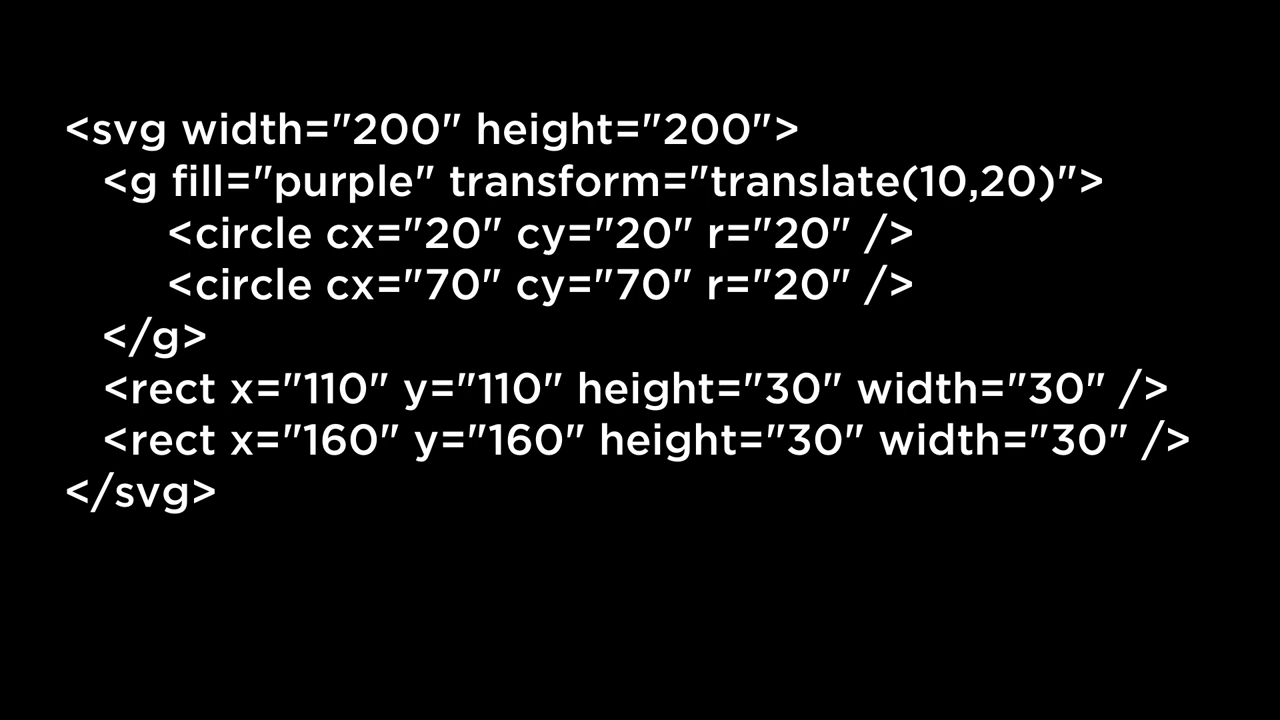 <svg width="200" height="200">
<g fill="purple" transform="translate(10,20)">
<circle cx="20" cy="20" r="20" />
<circle cx="70" cy="70" r="20" />
</g>
<rect x="110" y="110" height="30" width="30" />
<rect x="160" y="160" height="30" width="30" />
</svg>